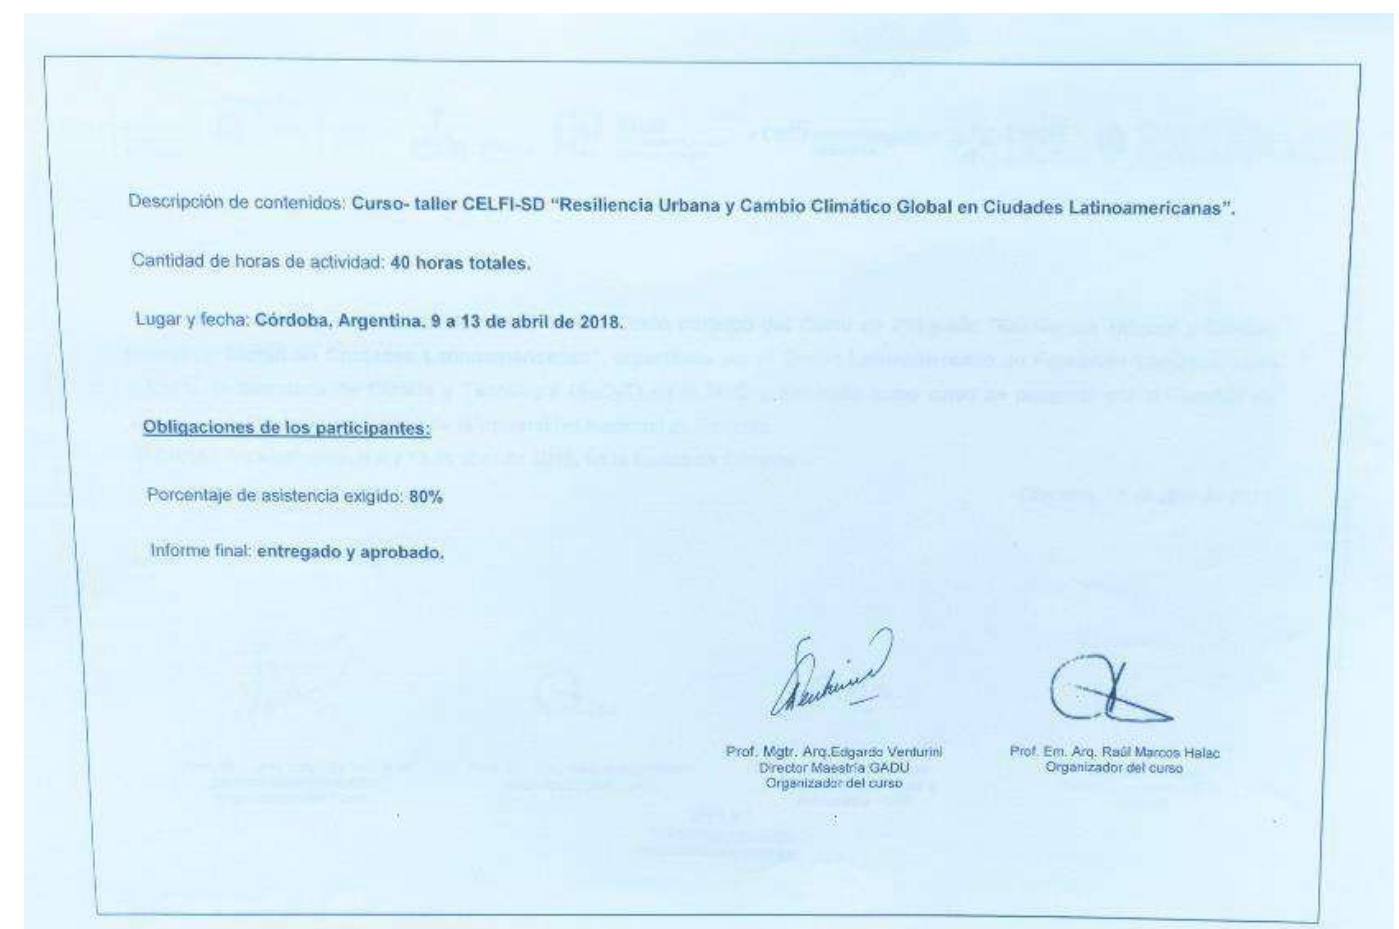 Descripción de contenidos: Curso- taller CELFI-SD “Resiliencia Urbana y Cambio Climático Global en Ciudades Latinoamericanas”.
Cantidad de horas de actividad: 40 horas totales.
Lugar y fecha: Córdoba, Argentina. 9 a 13 de abril de 2018.
Obligaciones de los participantes:
Porcentaje de asistencia exigido: 80%
Informe final: entregado y aprobado.
Prof. Mgtr. Arq.Edgardo Venturini
Director Maestría GADU
Organizador del curso
Prof. Em. Arq. Raúl Marcos Halac
Organizador del curso